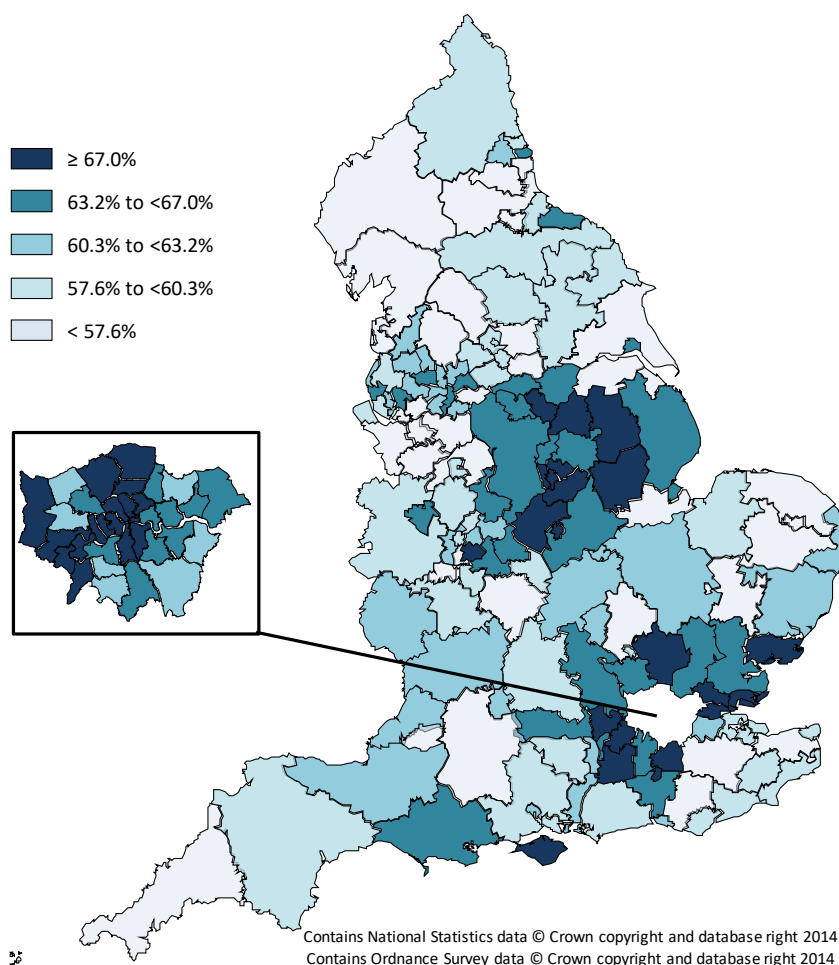 ≥ 67.0%
63.2% to <67.0%
60.3% to <63.2%
57.6% to <60.3%
< 57.6%
Contains National Statistics data © Crown copyright and database right 2014
Contains Ordnance Survey data © Crown copyright and database right 2014